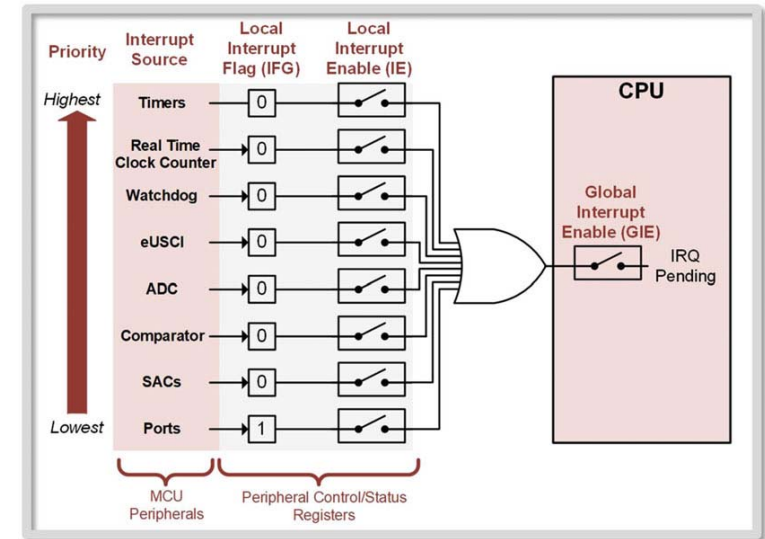 Priority
Interrupt
Source
Local
Interrupt
Flag (IFG)
Local
Interrupt
Enable (IE)
Highest
Timers
0
Real Time
Clock Counter
0
Watchdog
0
eUSCI
0
ADC
0
Comparator
0
SACs
0
Lowest
Ports
1
CPU
Global
Interrupt
Enable (GIE)
IRQ
Pending
MCU
Peripherals
Peripheral Control/Status
Registers